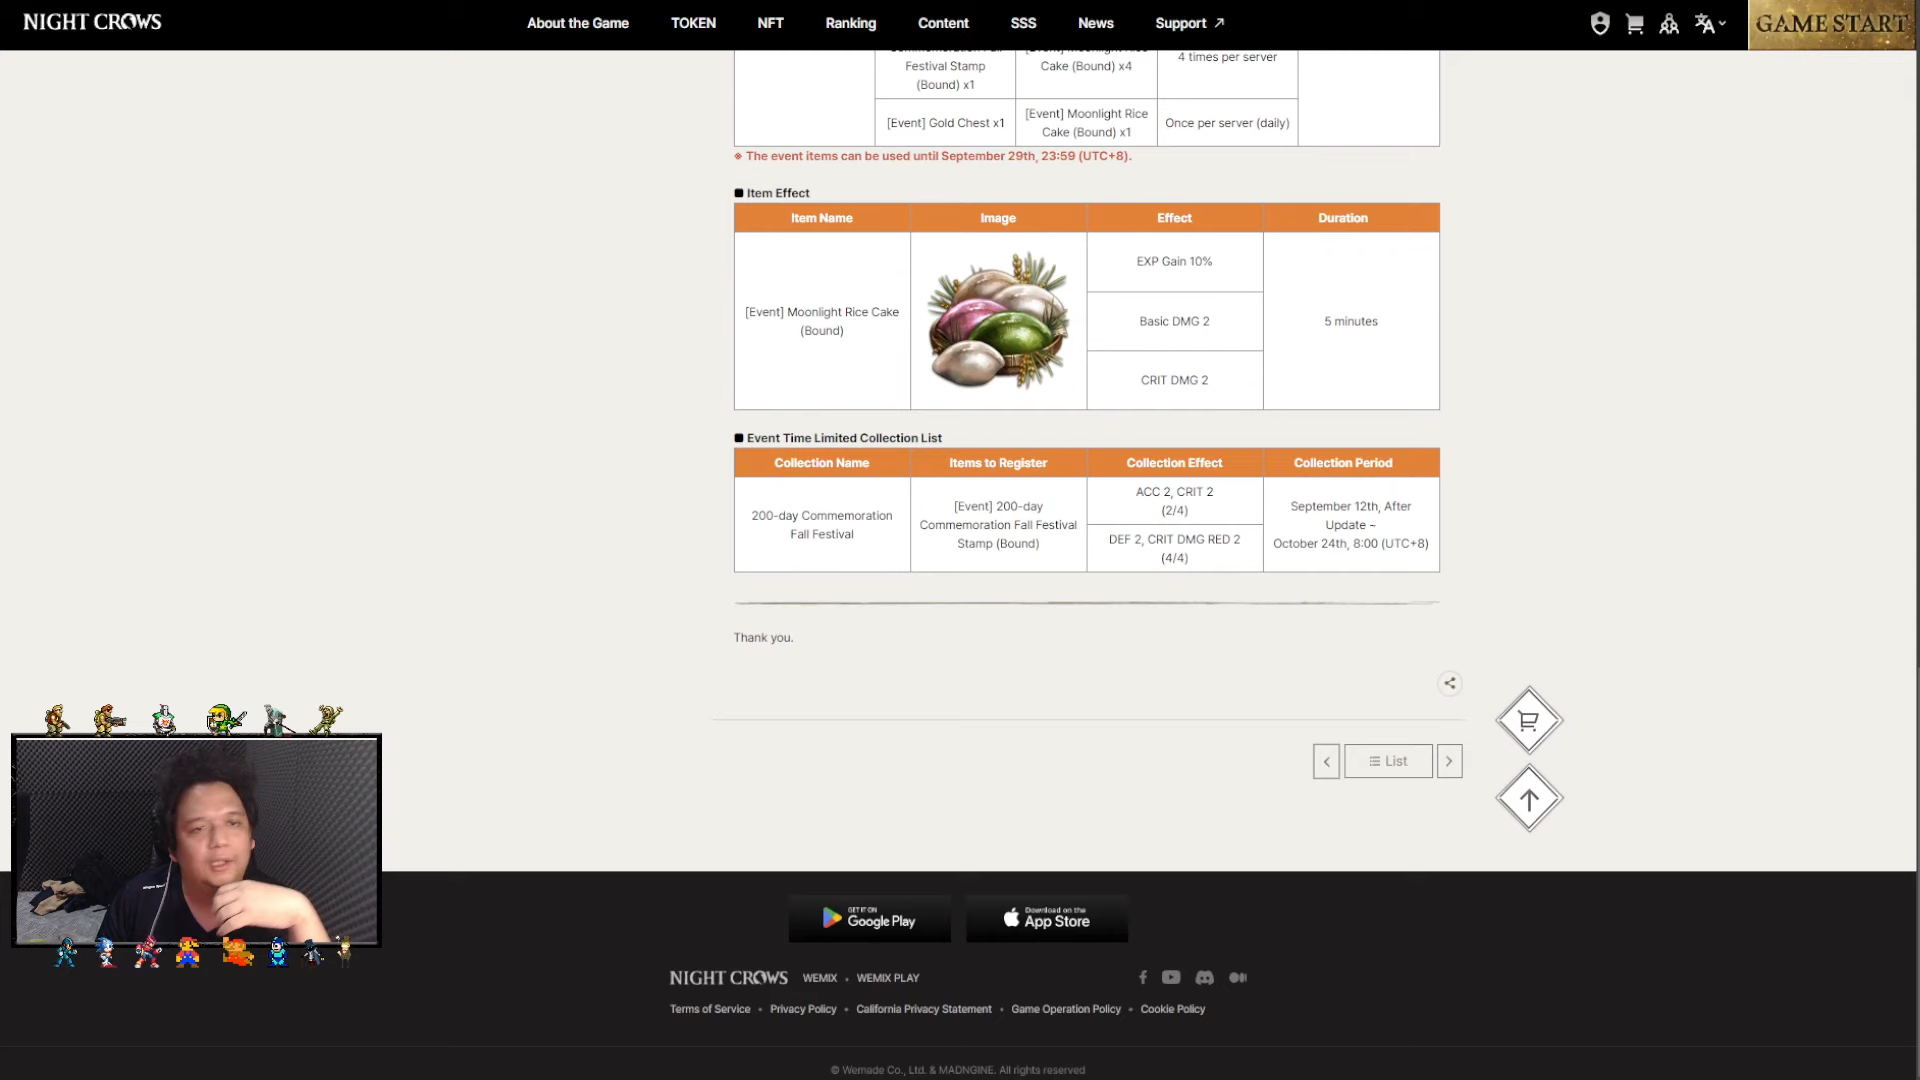 NIGHT CROWS
About the Game
TOKEN
NFT
Ranking
Content
SSS
News
Support
GAME START
Festival Stamp
(Bound) x1
Cake (Bound) x4
4 times per server
[Event] Gold Chest x1
[Event] Moonlight Rice
Cake (Bound) x1
Once per server (daily)
※ The event items can be used until September 29th, 23:59 (UTC+8).
■ Item Effect
Item Name
Image
Effect
Duration
[Event] Moonlight Rice Cake
(Bound)
EXP Gain 10%
Basic DMG 2
CRIT DMG 2
5 minutes
■ Event Time Limited Collection List
Collection Name
Items to Register
Collection Effect
Collection Period
200-day Commemoration
Fall Festival
[Event] 200-day
Commemoration Fall Festival
Stamp (Bound)
ACC 2, CRIT 2
(2/4)
DEF 2, CRIT DMG RED 2
(4/4)
September 12th, After
Update ~
October 24th, 8:00 (UTC+8)
Thank you.
List
GET IT ON
Google Play
Download on the
App Store
NIGHT CROWS
WEMIX • WEMIX PLAY
Terms of Service • Privacy Policy • California Privacy Statement • Game Operation Policy • Cookie Policy
© Wemade Co., Ltd. & MADNGINE. All rights reserved